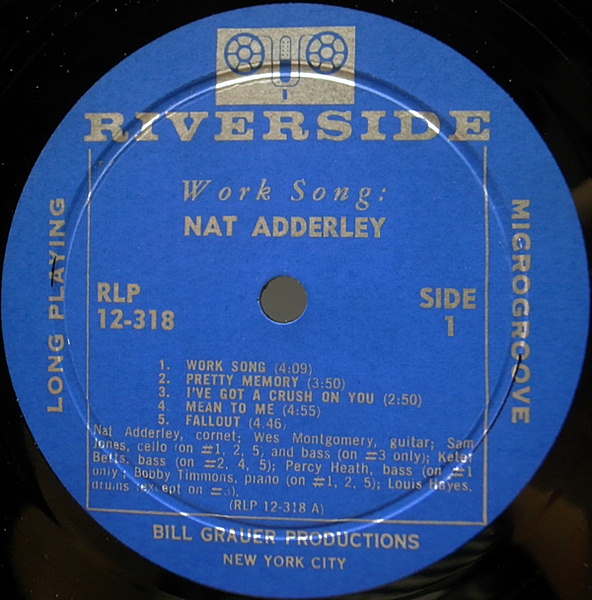 RIVERSIDE
Work Song:
NAT ADDERLEY
LONG PLAYING
MICROGROOVE
RLP
12-318
SIDE
1
1. WORK SONG (4:09)
2. PRETTY MEMORY (3:50)
3. I'VE GOT A CRUSH ON YOU (2:50)
4. MEAN TO ME (4:55)
5. FALLOUT (4.46)
Nat Adderley, cornet; Wes Montgomery, guitar; Sam
Jones, cello (on #1, 2, 5, and bass (on #3 only); Keter
Betts, bass (on #2, 4, 5); Percy Heath, bass (on #1
only); Bobby Timmons, piano (on #1, 2, 5); Louis Hayes,
drums (except on #3).
(RLP 12-318 A)
BILL GRAUER PRODUCTIONS
NEW YORK CITY